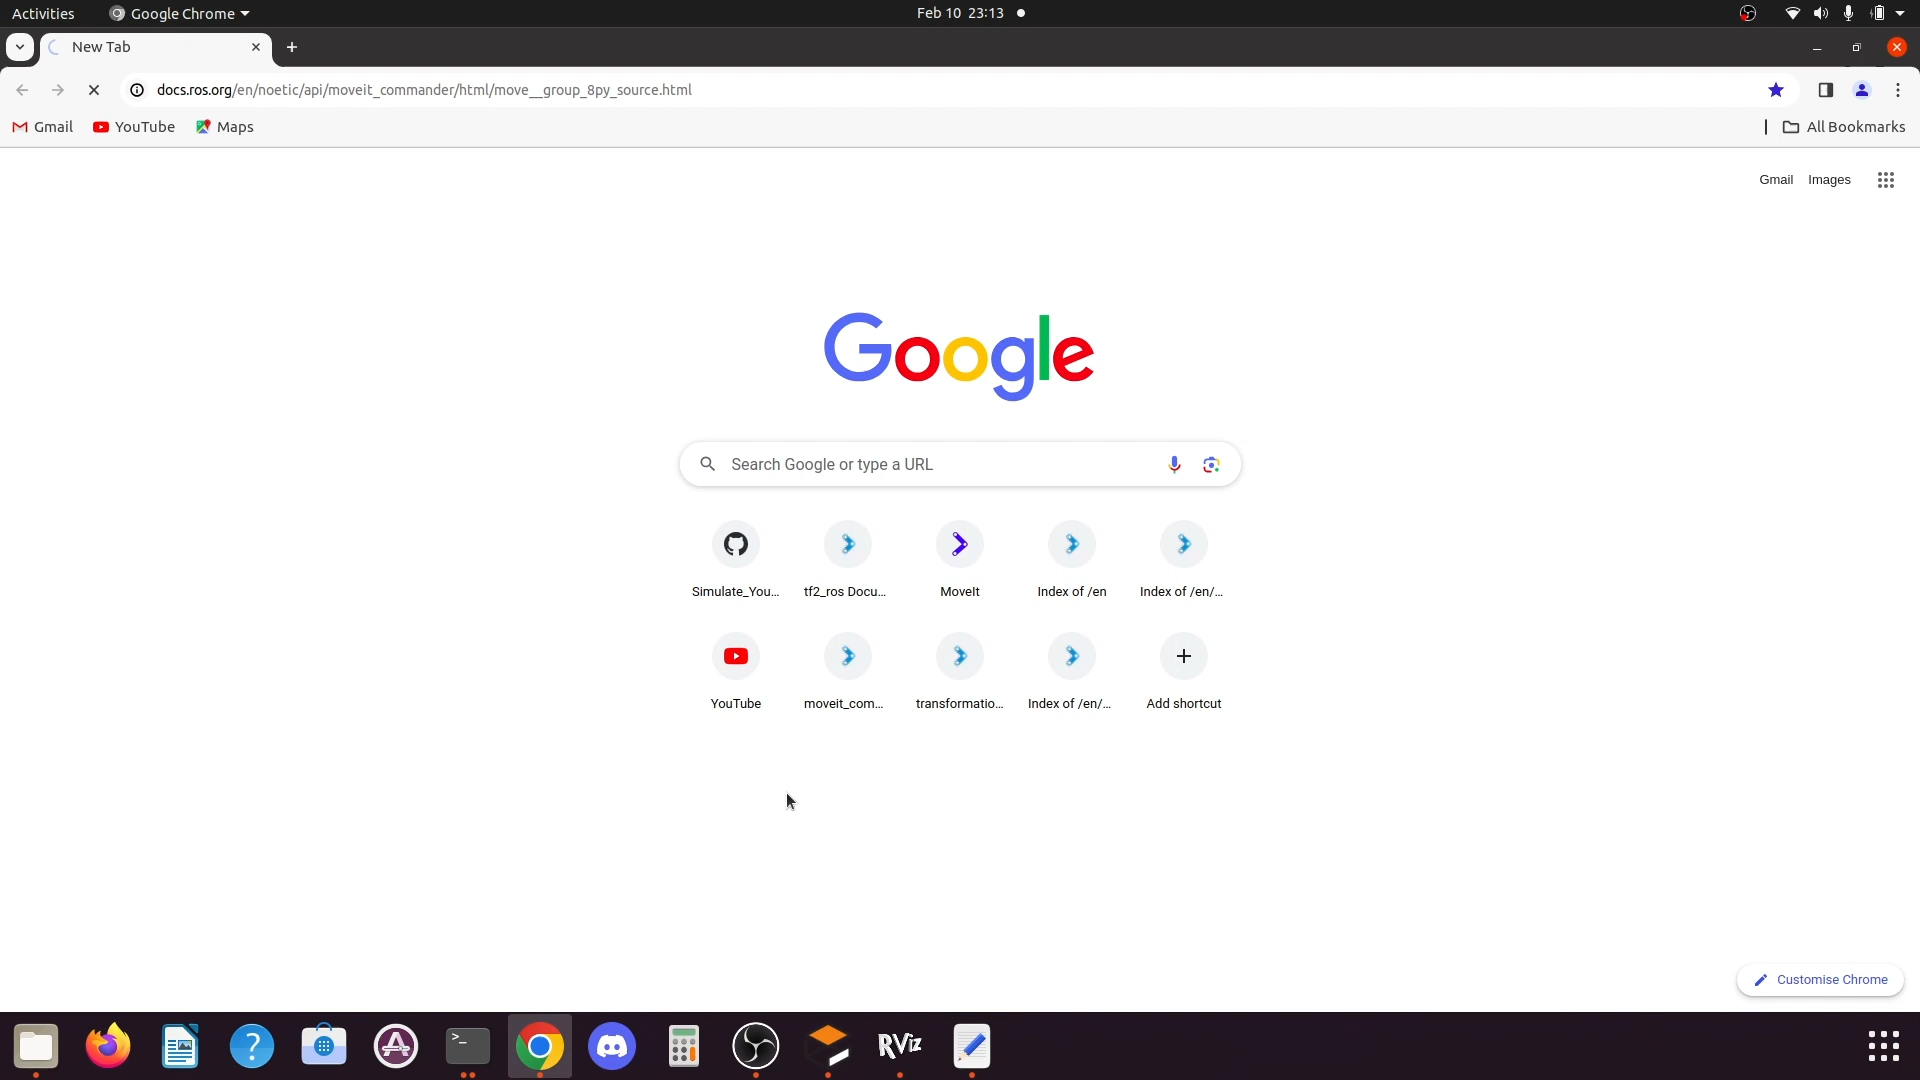 Activities
Google Chrome
Feb 10 23:13
New Tab
docs.ros.org/en/noetic/api/moveit_commander/html/move__group_8py_source.html
Gmail
YouTube
Maps
All Bookmarks
Gmail
Images
Google
Search Google or type a URL
Simulate_You...
tf2_ros Docu...
MoveIt
Index of /en
Index of /en/...
YouTube
moveit_com...
transformatio...
Index of /en/...
Add shortcut
Customise Chrome
>_
?
A
RViz